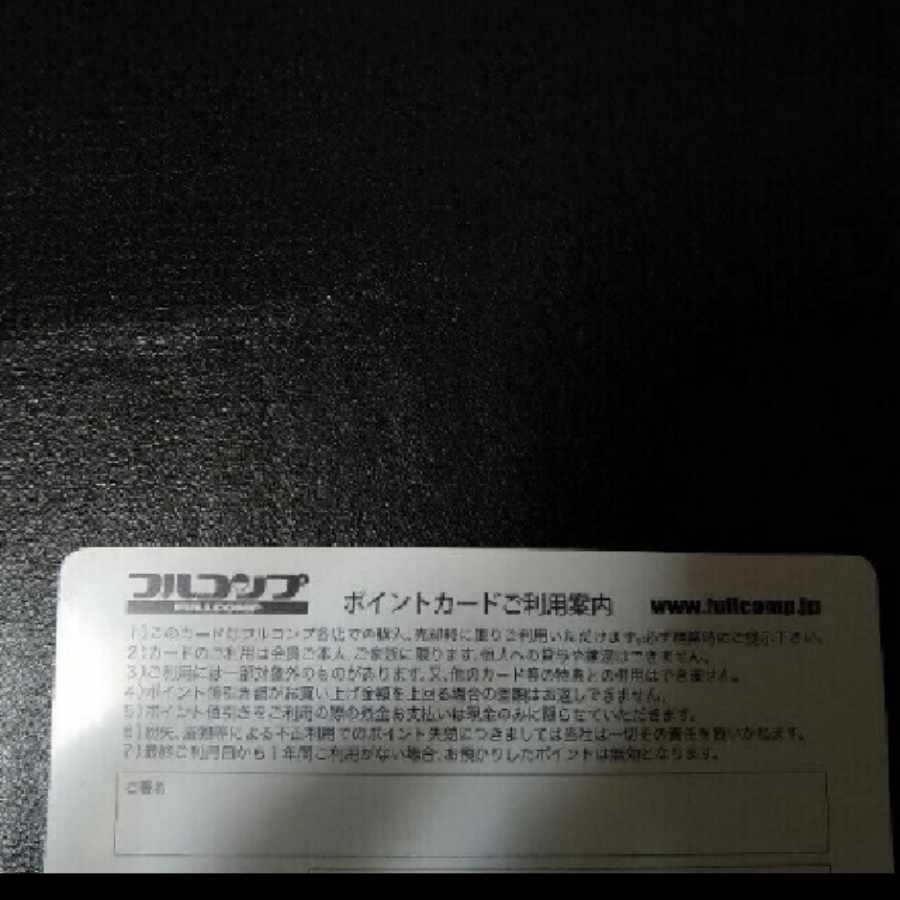 フルコンプ
FULLCOMP
ポイントカードご利用案内
www.fullcomp.jp
1)このカードはフルコンプ各店での購入、売却時に限りご利用いただけます。必ず精算時にご提示下さい。
2)カードのご利用は会員ご本人、ご家族に限ります。他人への貸与や譲渡はできません。
3)ご利用には一部対象外のものがあります。又、他のカード等の特典との併用はできません。
4)ポイント値引き額がお買い上げ金額を上回る場合の差額はお返しできません。
5)ポイント値引きをご利用の際の残金お支払いは現金のみに限らせていただきます。
6)紛失、盗難等による不正利用でのポイント失効につきましては当社は一切その責任を負いかねます。
7)最終ご利用日から1年間ご利用がない場合、お預かりしたポイントは無効となります。
ご署名